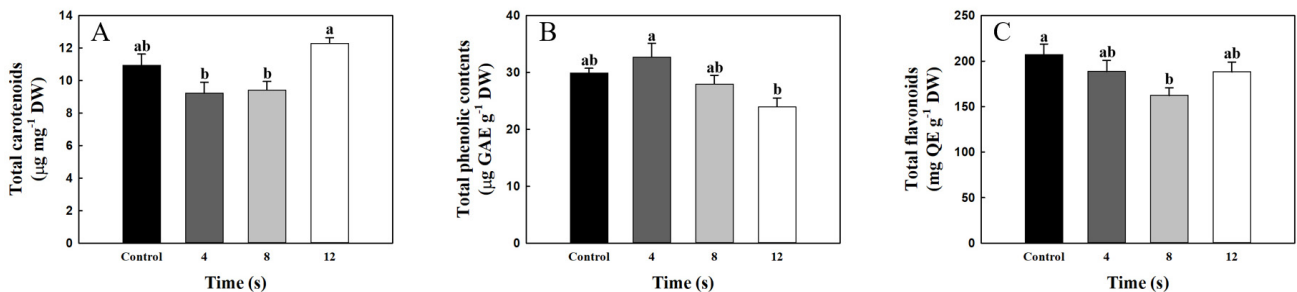 A
Total carotenoids
(μg mg-1 DW)
14
12
10
8
6
4
2
0
ab
b
b
a
Control
4
8
12
Time (s)
B
Total phenolic contents
(μg GAE g-1 DW)
40
30
20
10
0
ab
a
ab
b
Control
4
8
12
Time (s)
C
Total flavonoids
(mg QE g-1 DW)
250
200
150
100
50
0
a
ab
b
ab
Control
4
8
12
Time (s)